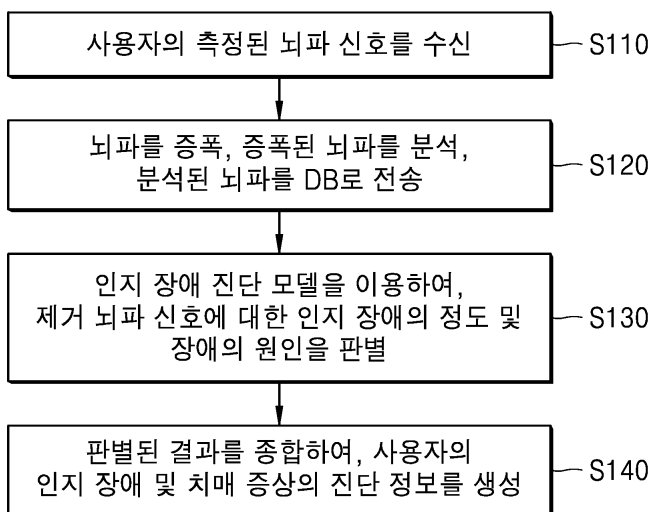 사용자의 측정된 뇌파 신호를 수신
S110
뇌파를 증폭, 증폭된 뇌파를 분석,
분석된 뇌파를 DB로 전송
S120
인지 장애 진단 모델을 이용하여,
제거 뇌파 신호에 대한 인지 장애의 정도 및
장애의 원인을 판별
S130
판별된 결과를 종합하여, 사용자의
인지 장애 및 치매 증상의 진단 정보를 생성
S140